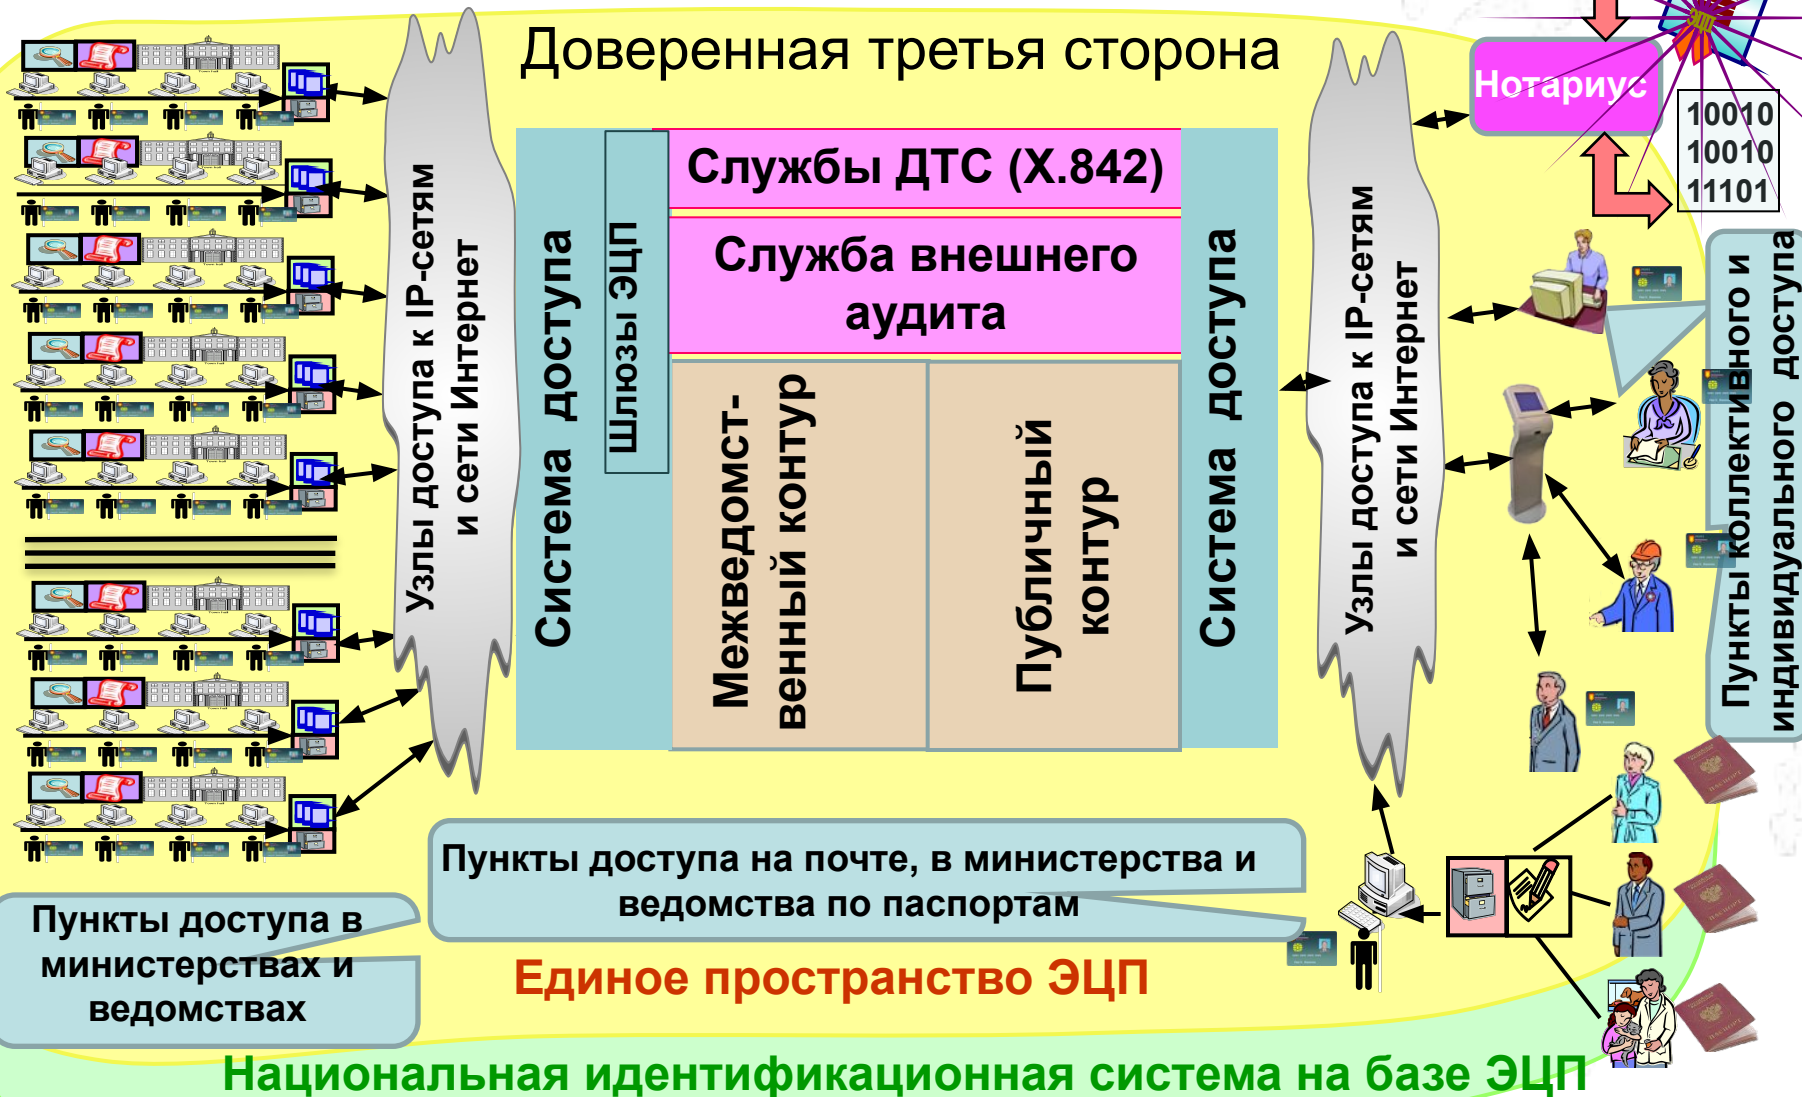 Доверенная третья сторона
ЭЦП
Нотариус
10010
10010
11101
Узлы доступа к IP-сетям
и сети Интернет
Система доступа
Шлюзы ЭЦП
Службы ДТС (X.842)
Служба внешнего
аудита
Межведомст-
венный контур
Публичный
контур
Система доступа
Узлы доступа к IP-сетям
и сети Интернет
Пункты коллективного и
индивидуального доступа
Пункты доступа на почте, в министерства и
ведомства по паспортам
Пункты доступа в
министерствах и
ведомствах
Единое пространство ЭЦП
Национальная идентификационная система на базе ЭЦП